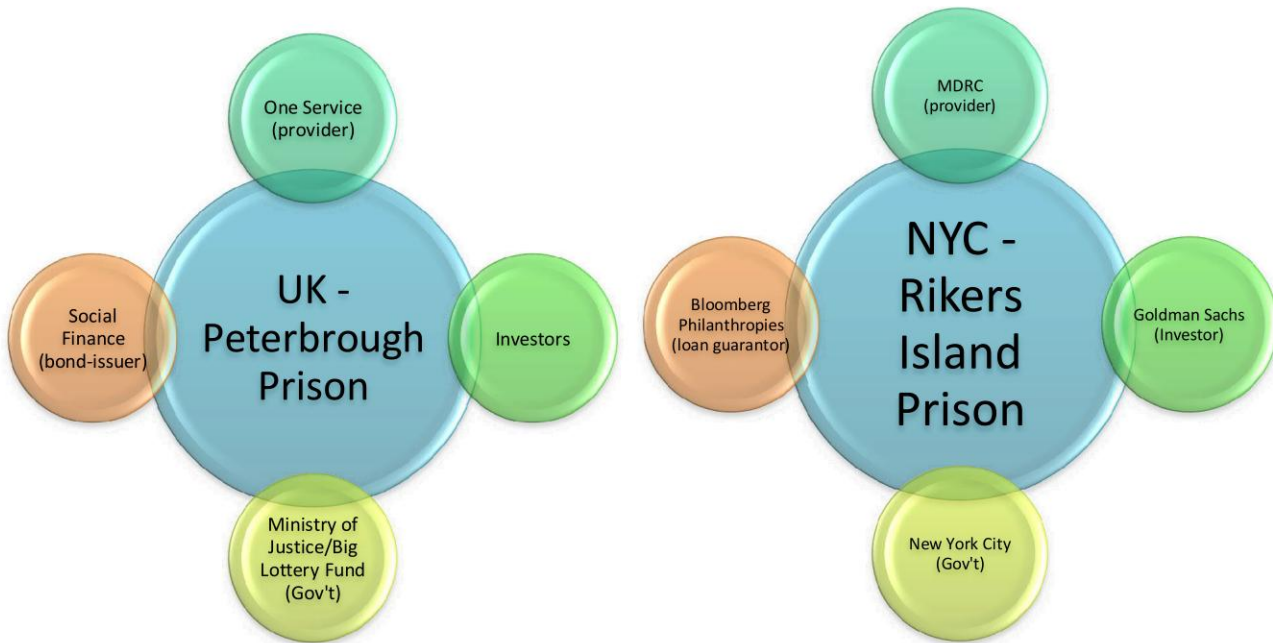 One Service
(provider)
Social
Finance
(bond-issuer)
UK -
Peterbrough
Prison
Investors
Ministry of
Justice/Big
Lottery Fund
(Gov't)
MDRC
(provider)
Bloomberg
Philanthropies
(loan guarantor)
NYC -
Rikers
Island
Prison
Goldman Sachs
(Investor)
New York City
(Gov't)